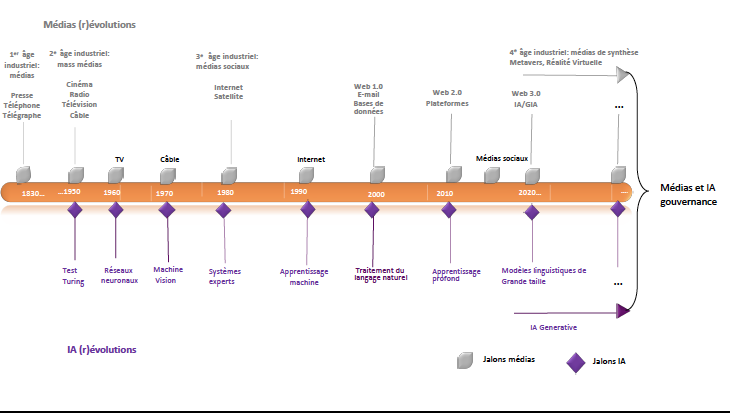 Médias (r)évolutions
1er âge
industriel:
médias
Presse
Téléphone
Télégraphe
2e âge industriel:
mass médias
Cinéma
Radio
Télévision
Câble
3e âge industriel:
médias sociaux
Internet
Satellite
Web 1.0
E-mail
Bases de
données
Web 2.0
Plateformes
4e âge industriel: médias de synthèse
Metavers, Réalité Virtuelle
Web 3.0
IA/GIA
...
TV
Câble
Internet
Médias sociaux
1830...
...1950
1960
1970
1980
1990
2000
2010
2020...
...
Médias et IA
gouvernance
Test
Turing
Réseaux
neuronaux
Machine
Vision
Systèmes
experts
Apprentissage
machine
Traitement du
langage naturel
Apprentissage
profond
Modèles linguistiques de
Grande taille
...
IA Generative
IA (r)évolutions
Jalons médias
Jalons IA